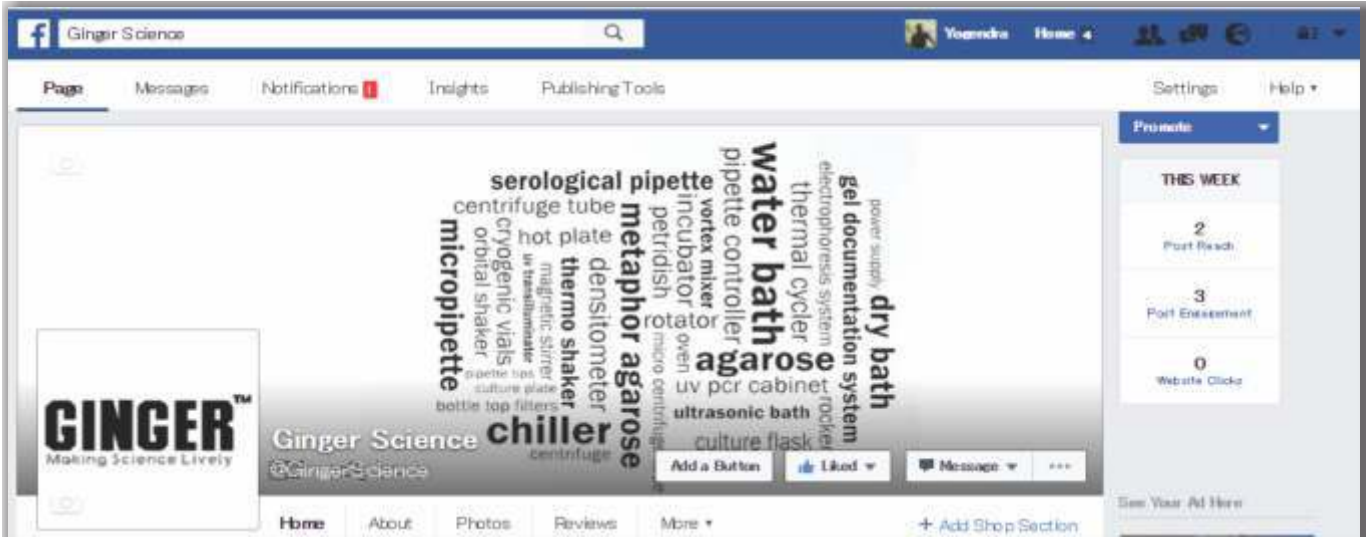 f Ginger Science Yogendra Home 4
Page Messages Notifications 1 Insights Publishing Tools Settings Help
Promote
THIS WEEK
2
Post Reach
3
Post Engagement
0
Website Clicks
See Your Ad Here
serological pipette
centrifuge tube
hot plate
micropipette
orbital shaker
cryogenic vials
uv transilluminator
magnetic stirrer
thermo shaker
densitometer
metaphor agarose
petridish
incubator
vortex mixer
pipette controller
water bath
thermal cycler
electrophoresis system
gel documentation system
power supply
dry bath
rotator
micro centrifuge
oven
agarose
uv pcr cabinet
rocker
pipette tips
culture plate
bottle top filters
ultrasonic bath
chiller
culture flask
centrifuge
GINGER™
Making Science Lively
Ginger Science
@GingerScience
Add a Button Liked Message ...
Home About Photos Reviews More + Add Shop Section